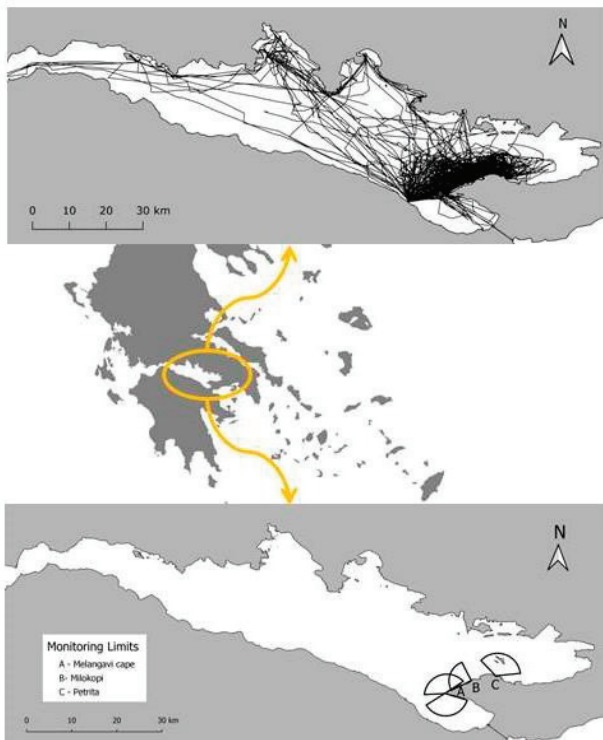 N
0 10 20 30 km
N
Monitoring Limits
A - Melangavi cape
B- Milokopi
C - Petrita
A B C
0 10 20 30 km